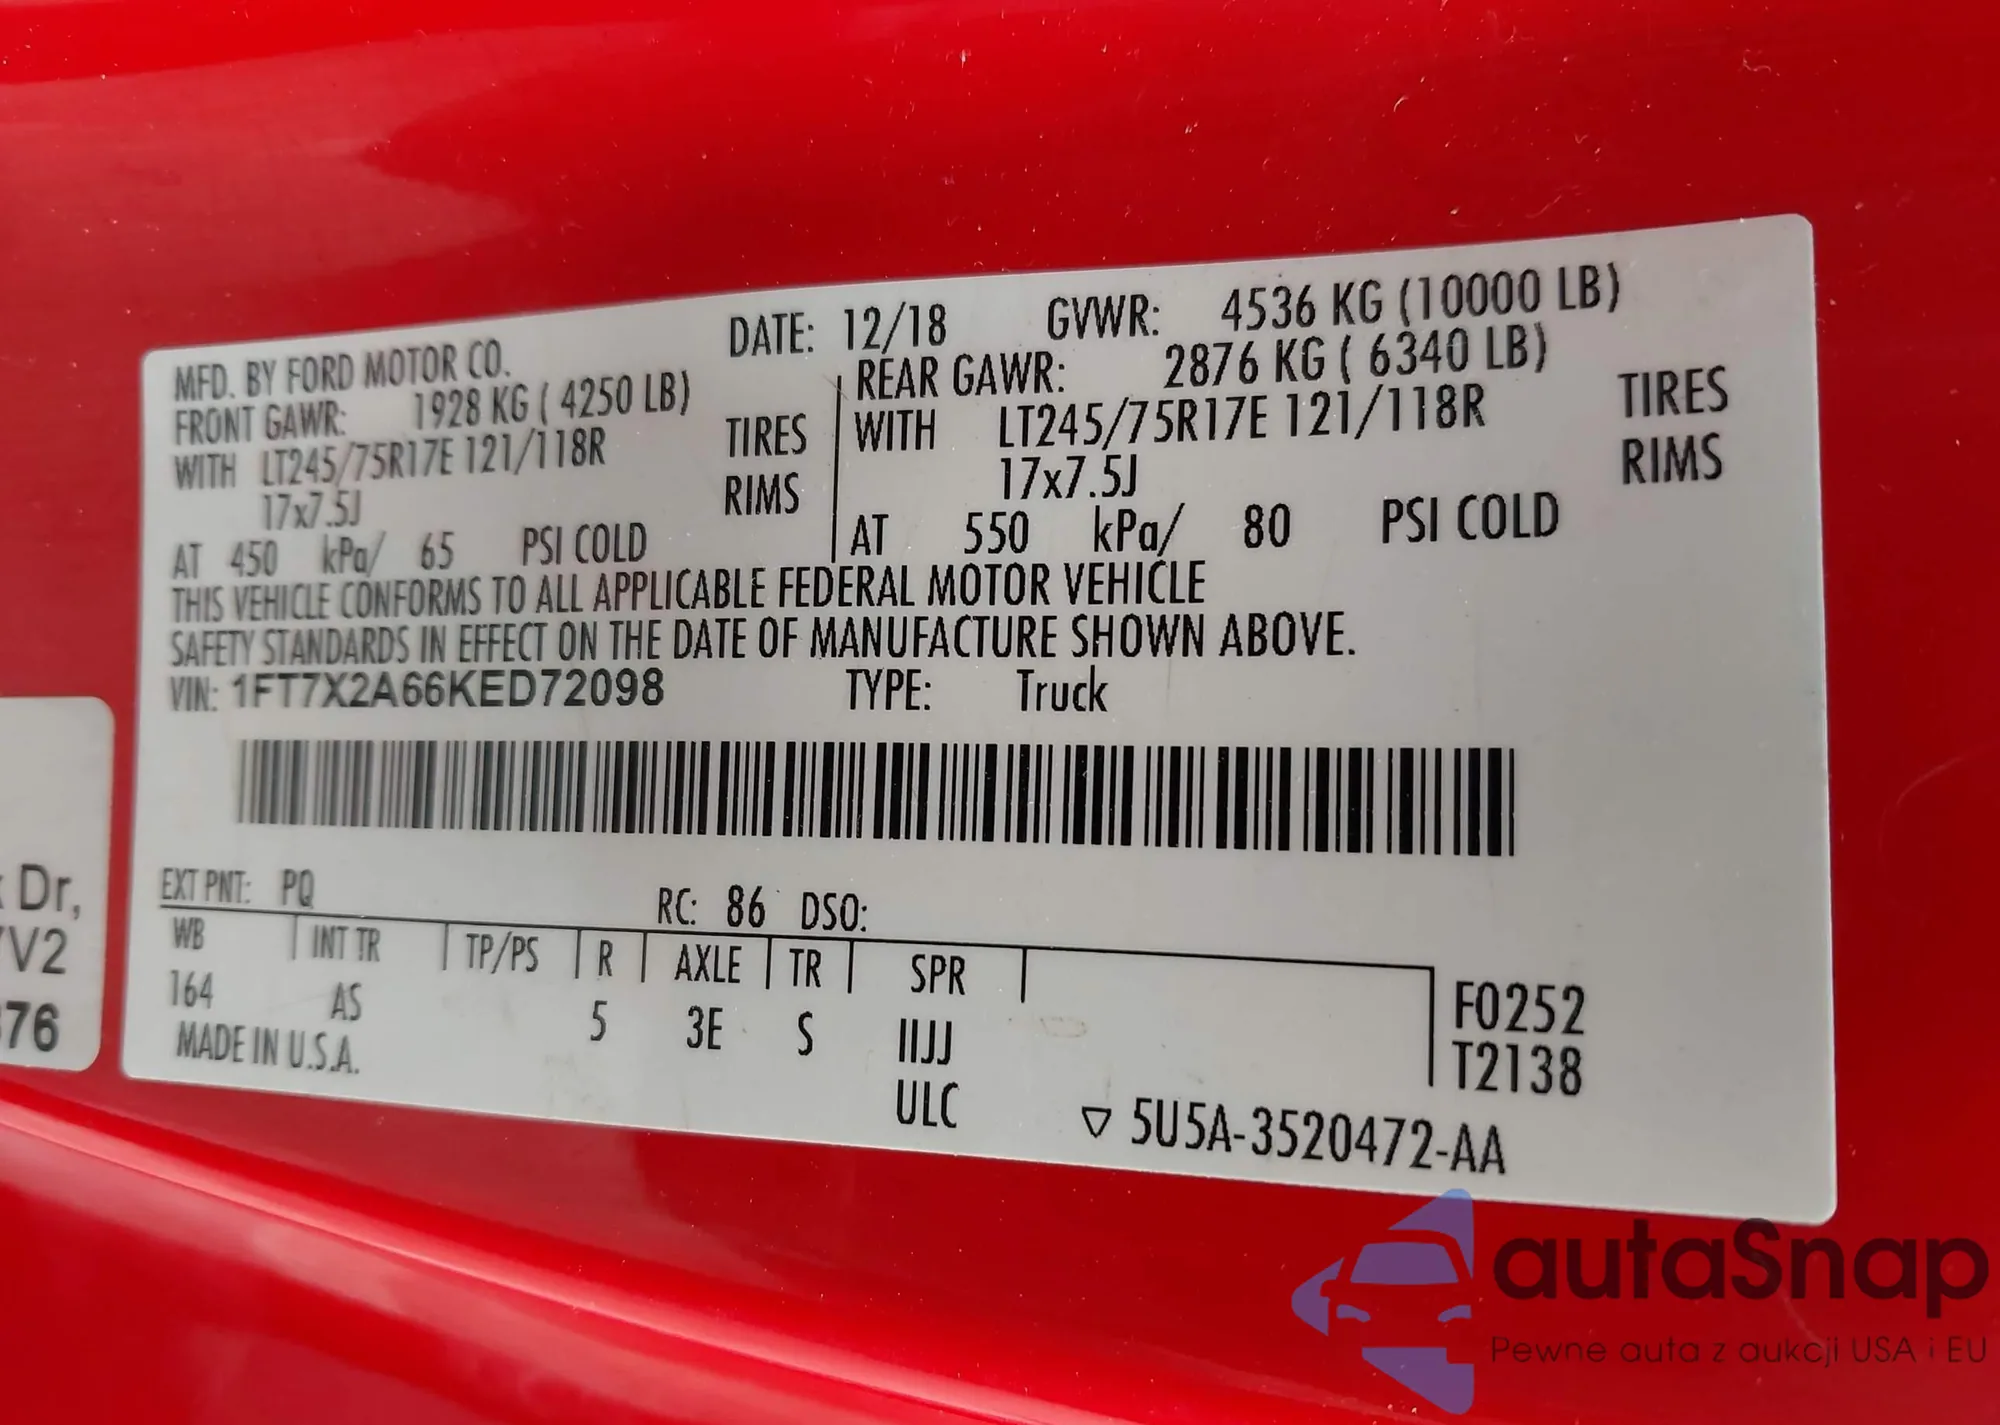 MFD. BY FORD MOTOR CO. DATE: 12/18 GVWR: 4536 KG (10000 LB)
FRONT GAWR: 1928 KG ( 4250 LB) REAR GAWR: 2876 KG ( 6340 LB)
WITH LT245/75R17E 121/118R TIRES WITH LT245/75R17E 121/118R TIRES
17x7.5J RIMS 17x7.5J RIMS
AT 450 kPa/ 65 PSI COLD AT 550 kPa/ 80 PSI COLD
THIS VEHICLE CONFORMS TO ALL APPLICABLE FEDERAL MOTOR VEHICLE
SAFETY STANDARDS IN EFFECT ON THE DATE OF MANUFACTURE SHOWN ABOVE.
VIN: 1FT7X2A66KED72098 TYPE: Truck
EXT PNT: PQ RC: 86 DSO:
WB INT TR TP/PS R AXLE TR SPR
164 AS 5 3E S IIJJ
F0252
T2138
MADE IN U.S.A. ULC
5U5A-3520472-AA
Dr,
V2
76
autaSnap
Pewne auta z aukcji USA i EU